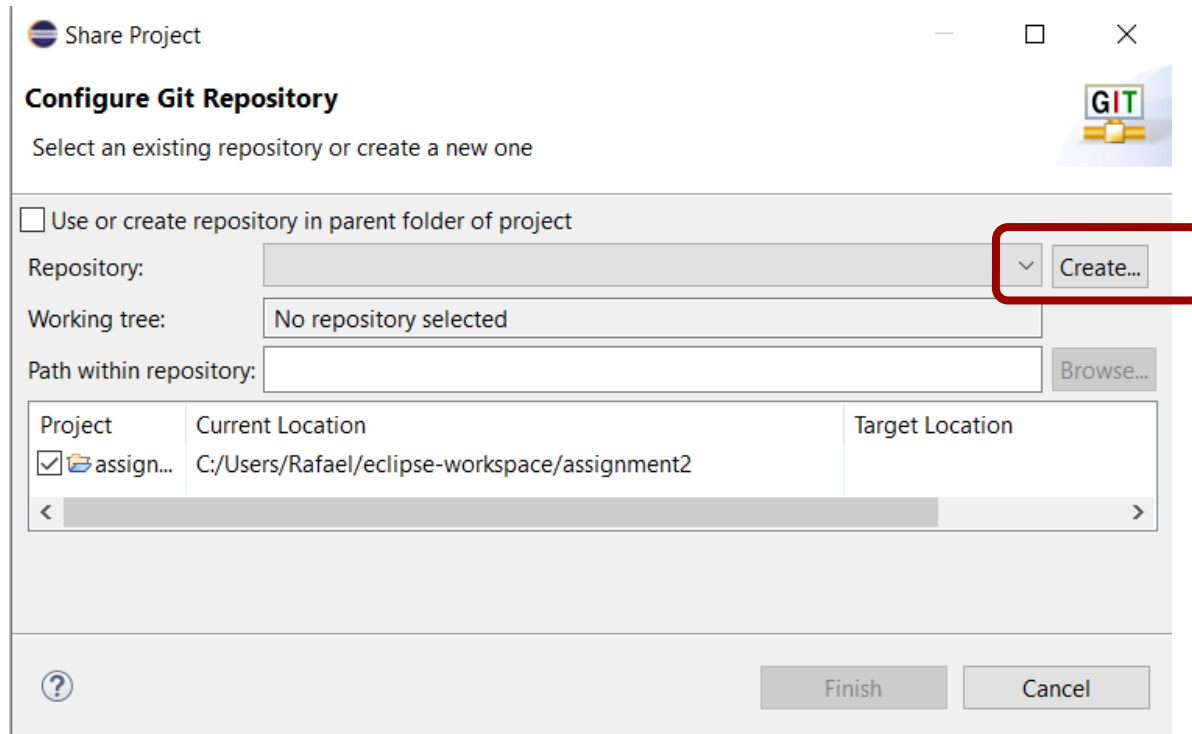 Share Project
Configure Git Repository
GIT
Select an existing repository or create a new one
Use or create repository in parent folder of project
Repository: Create...
Working tree: No repository selected
Path within repository: Browse...
Project Current Location Target Location
assign... C:/Users/Rafael/eclipse-workspace/assignment2
? Finish Cancel